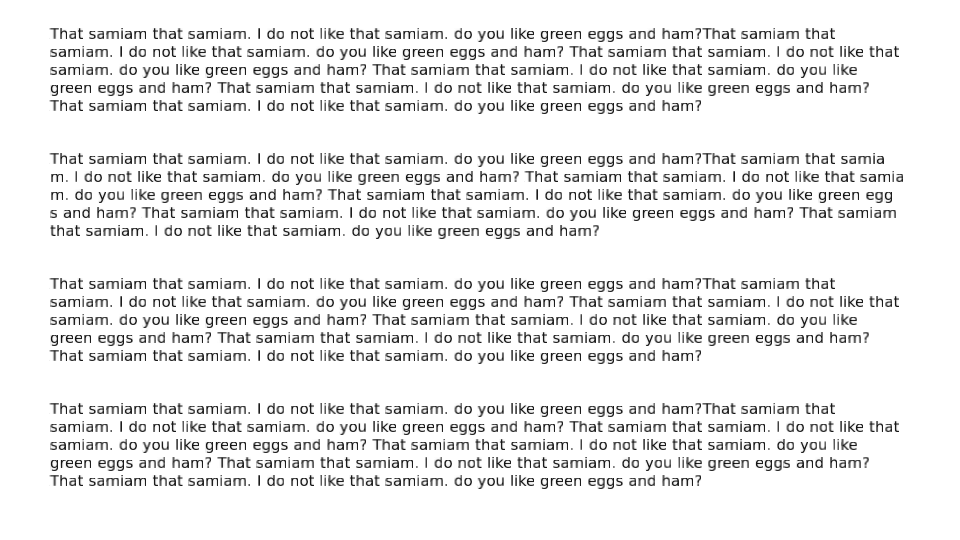 That samiam that samiam. I do not like that samiam. do you like green eggs and ham?That samiam that
samiam. I do not like that samiam. do you like green eggs and ham? That samiam that samiam. I do not like that
samiam. do you like green eggs and ham? That samiam that samiam. I do not like that samiam. do you like
green eggs and ham? That samiam that samiam. I do not like that samiam. do you like green eggs and ham?
That samiam that samiam. I do not like that samiam. do you like green eggs and ham?
That samiam that samiam. I do not like that samiam. do you like green eggs and ham?That samiam that samia
m. I do not like that samiam. do you like green eggs and ham? That samiam that samiam. I do not like that samia
m. do you like green eggs and ham? That samiam that samiam. I do not like that samiam. do you like green egg
s and ham? That samiam that samiam. I do not like that samiam. do you like green eggs and ham? That samiam
that samiam. I do not like that samiam. do you like green eggs and ham?
That samiam that samiam. I do not like that samiam. do you like green eggs and ham?That samiam that
samiam. I do not like that samiam. do you like green eggs and ham? That samiam that samiam. I do not like that
samiam. do you like green eggs and ham? That samiam that samiam. I do not like that samiam. do you like
green eggs and ham? That samiam that samiam. I do not like that samiam. do you like green eggs and ham?
That samiam that samiam. I do not like that samiam. do you like green eggs and ham?
That samiam that samiam. I do not like that samiam. do you like green eggs and ham?That samiam that
samiam. I do not like that samiam. do you like green eggs and ham? That samiam that samiam. I do not like that
samiam. do you like green eggs and ham? That samiam that samiam. I do not like that samiam. do you like
green eggs and ham? That samiam that samiam. I do not like that samiam. do you like green eggs and ham?
That samiam that samiam. I do not like that samiam. do you like green eggs and ham?